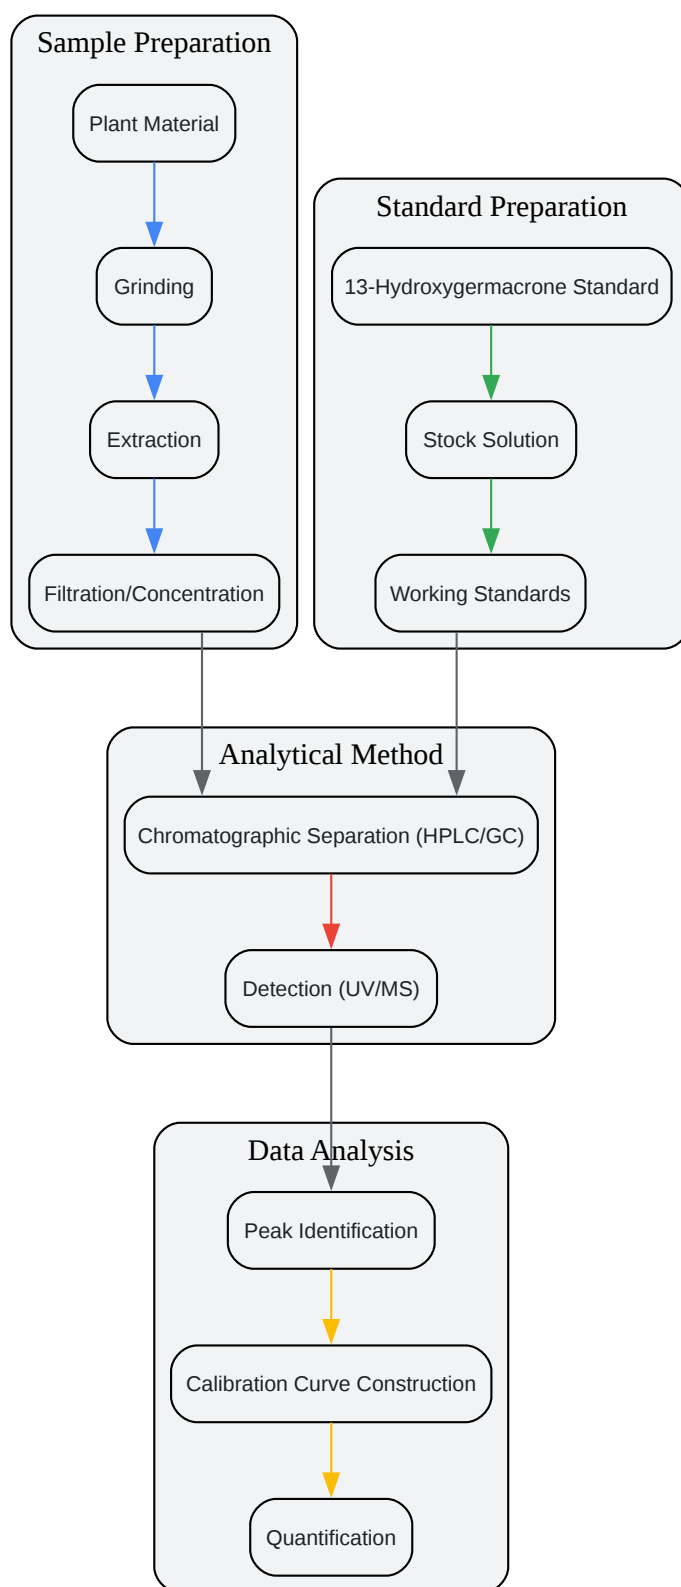 Sample Preparation
Plant Material
Grinding
Extraction
Filtration/Concentration
Standard Preparation
13-Hydroxygermacrone Standard
Stock Solution
Working Standards
Analytical Method
Chromatographic Separation (HPLC/GC)
Detection (UV/MS)
Data Analysis
Peak Identification
Calibration Curve Construction
Quantification